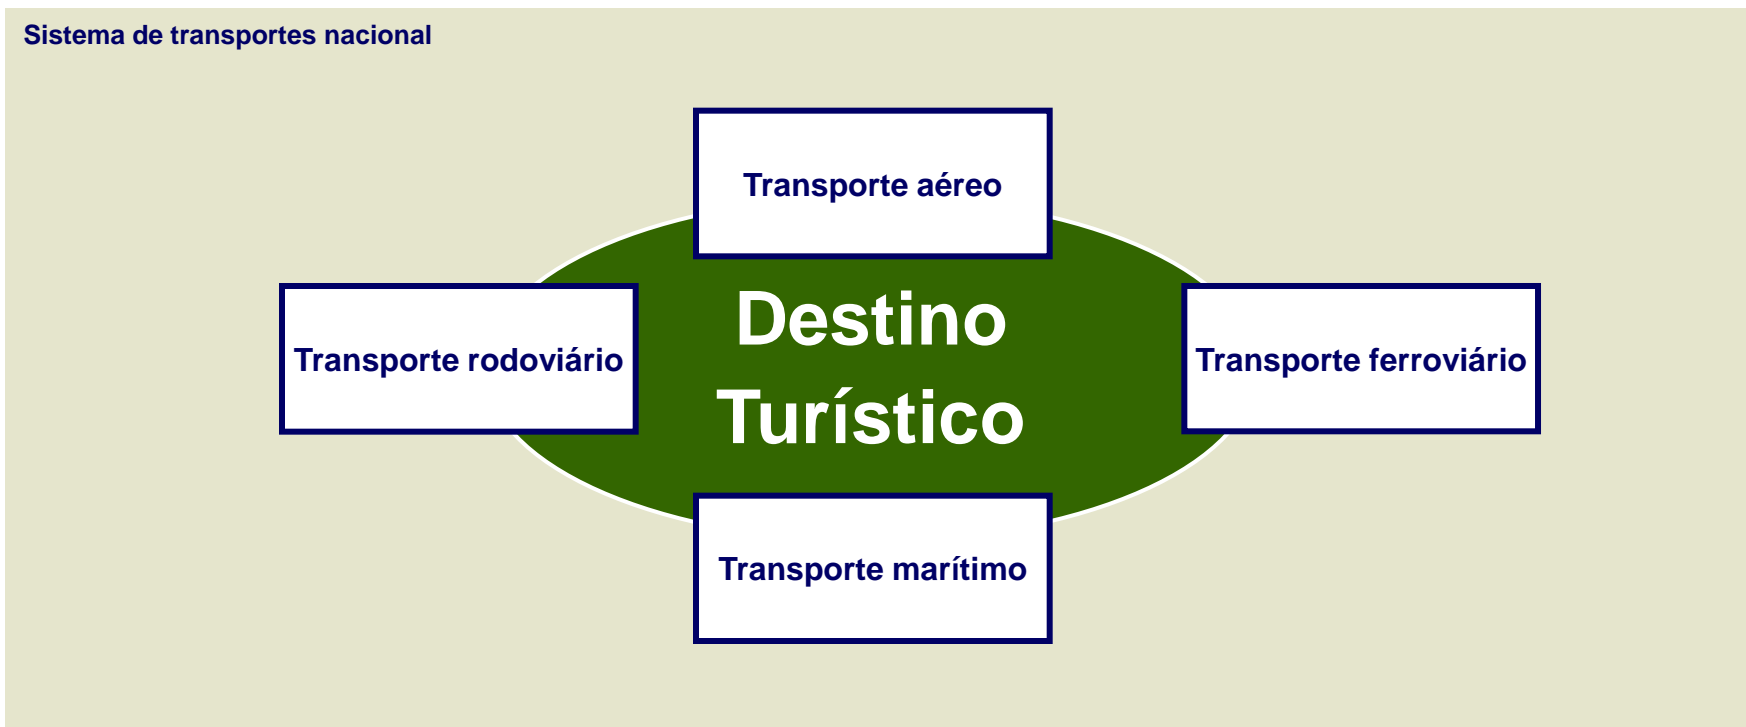 Sistema de transportes nacional
Transporte aéreo
Destino
Turístico
Transporte rodoviário
Transporte ferroviário
Transporte marítimo